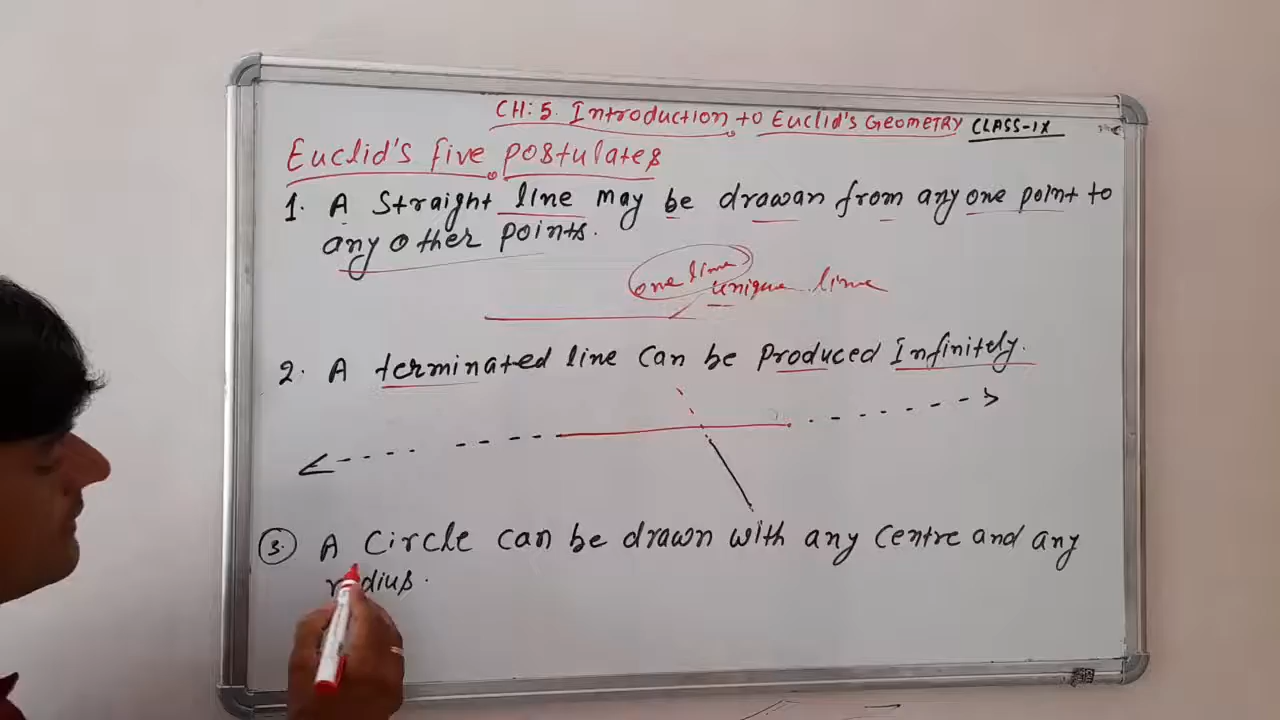 CH: 5. Introduction to Euclid's Geometry CLASS-IX
Euclid's five postulates
1. A Straight line may be drawan from any one point to
any other points.
one line
unique line
2. A terminated line can be produced Infinitely.
3. A Circle can be drawn with any centre and any
radius.